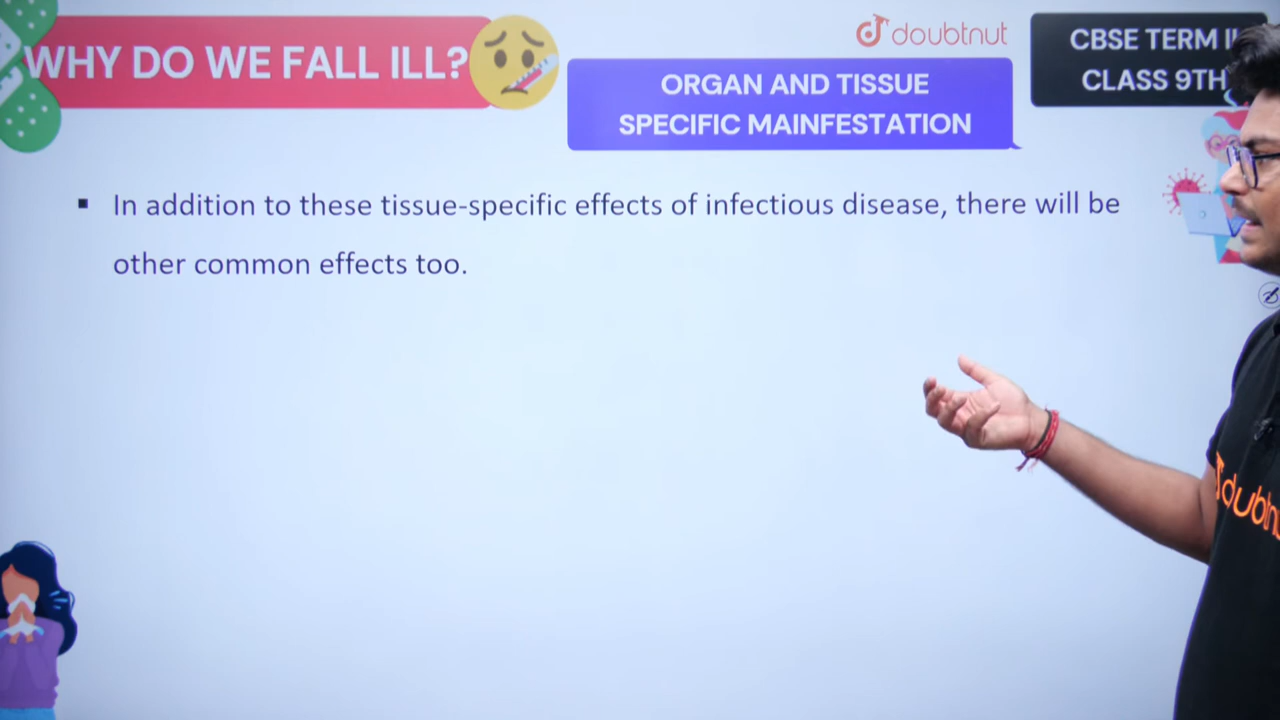 WHY DO WE FALL ILL?
doubtnut
ORGAN AND TISSUE
SPECIFIC MAINFESTATION
CBSE TERM II
CLASS 9TH
▪ In addition to these tissue-specific effects of infectious disease, there will be
other common effects too.
doubtn